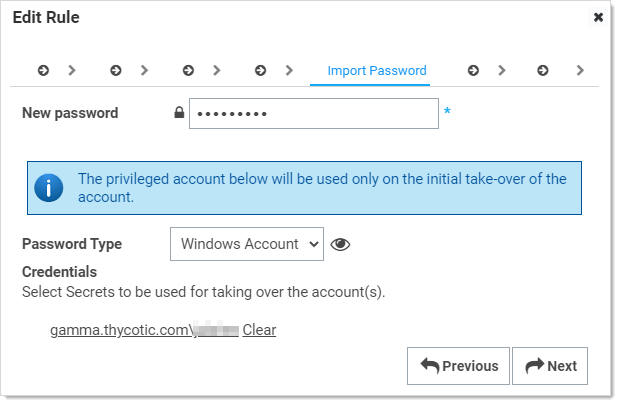 Edit Rule
Import Password
New password
•••••••••
*
The privileged account below will be used only on the initial take-over of the
account.
Password Type
Windows Account
Credentials
Select Secrets to be used for taking over the account(s).
gamma.thycotic.com\ Clear
Previous
Next